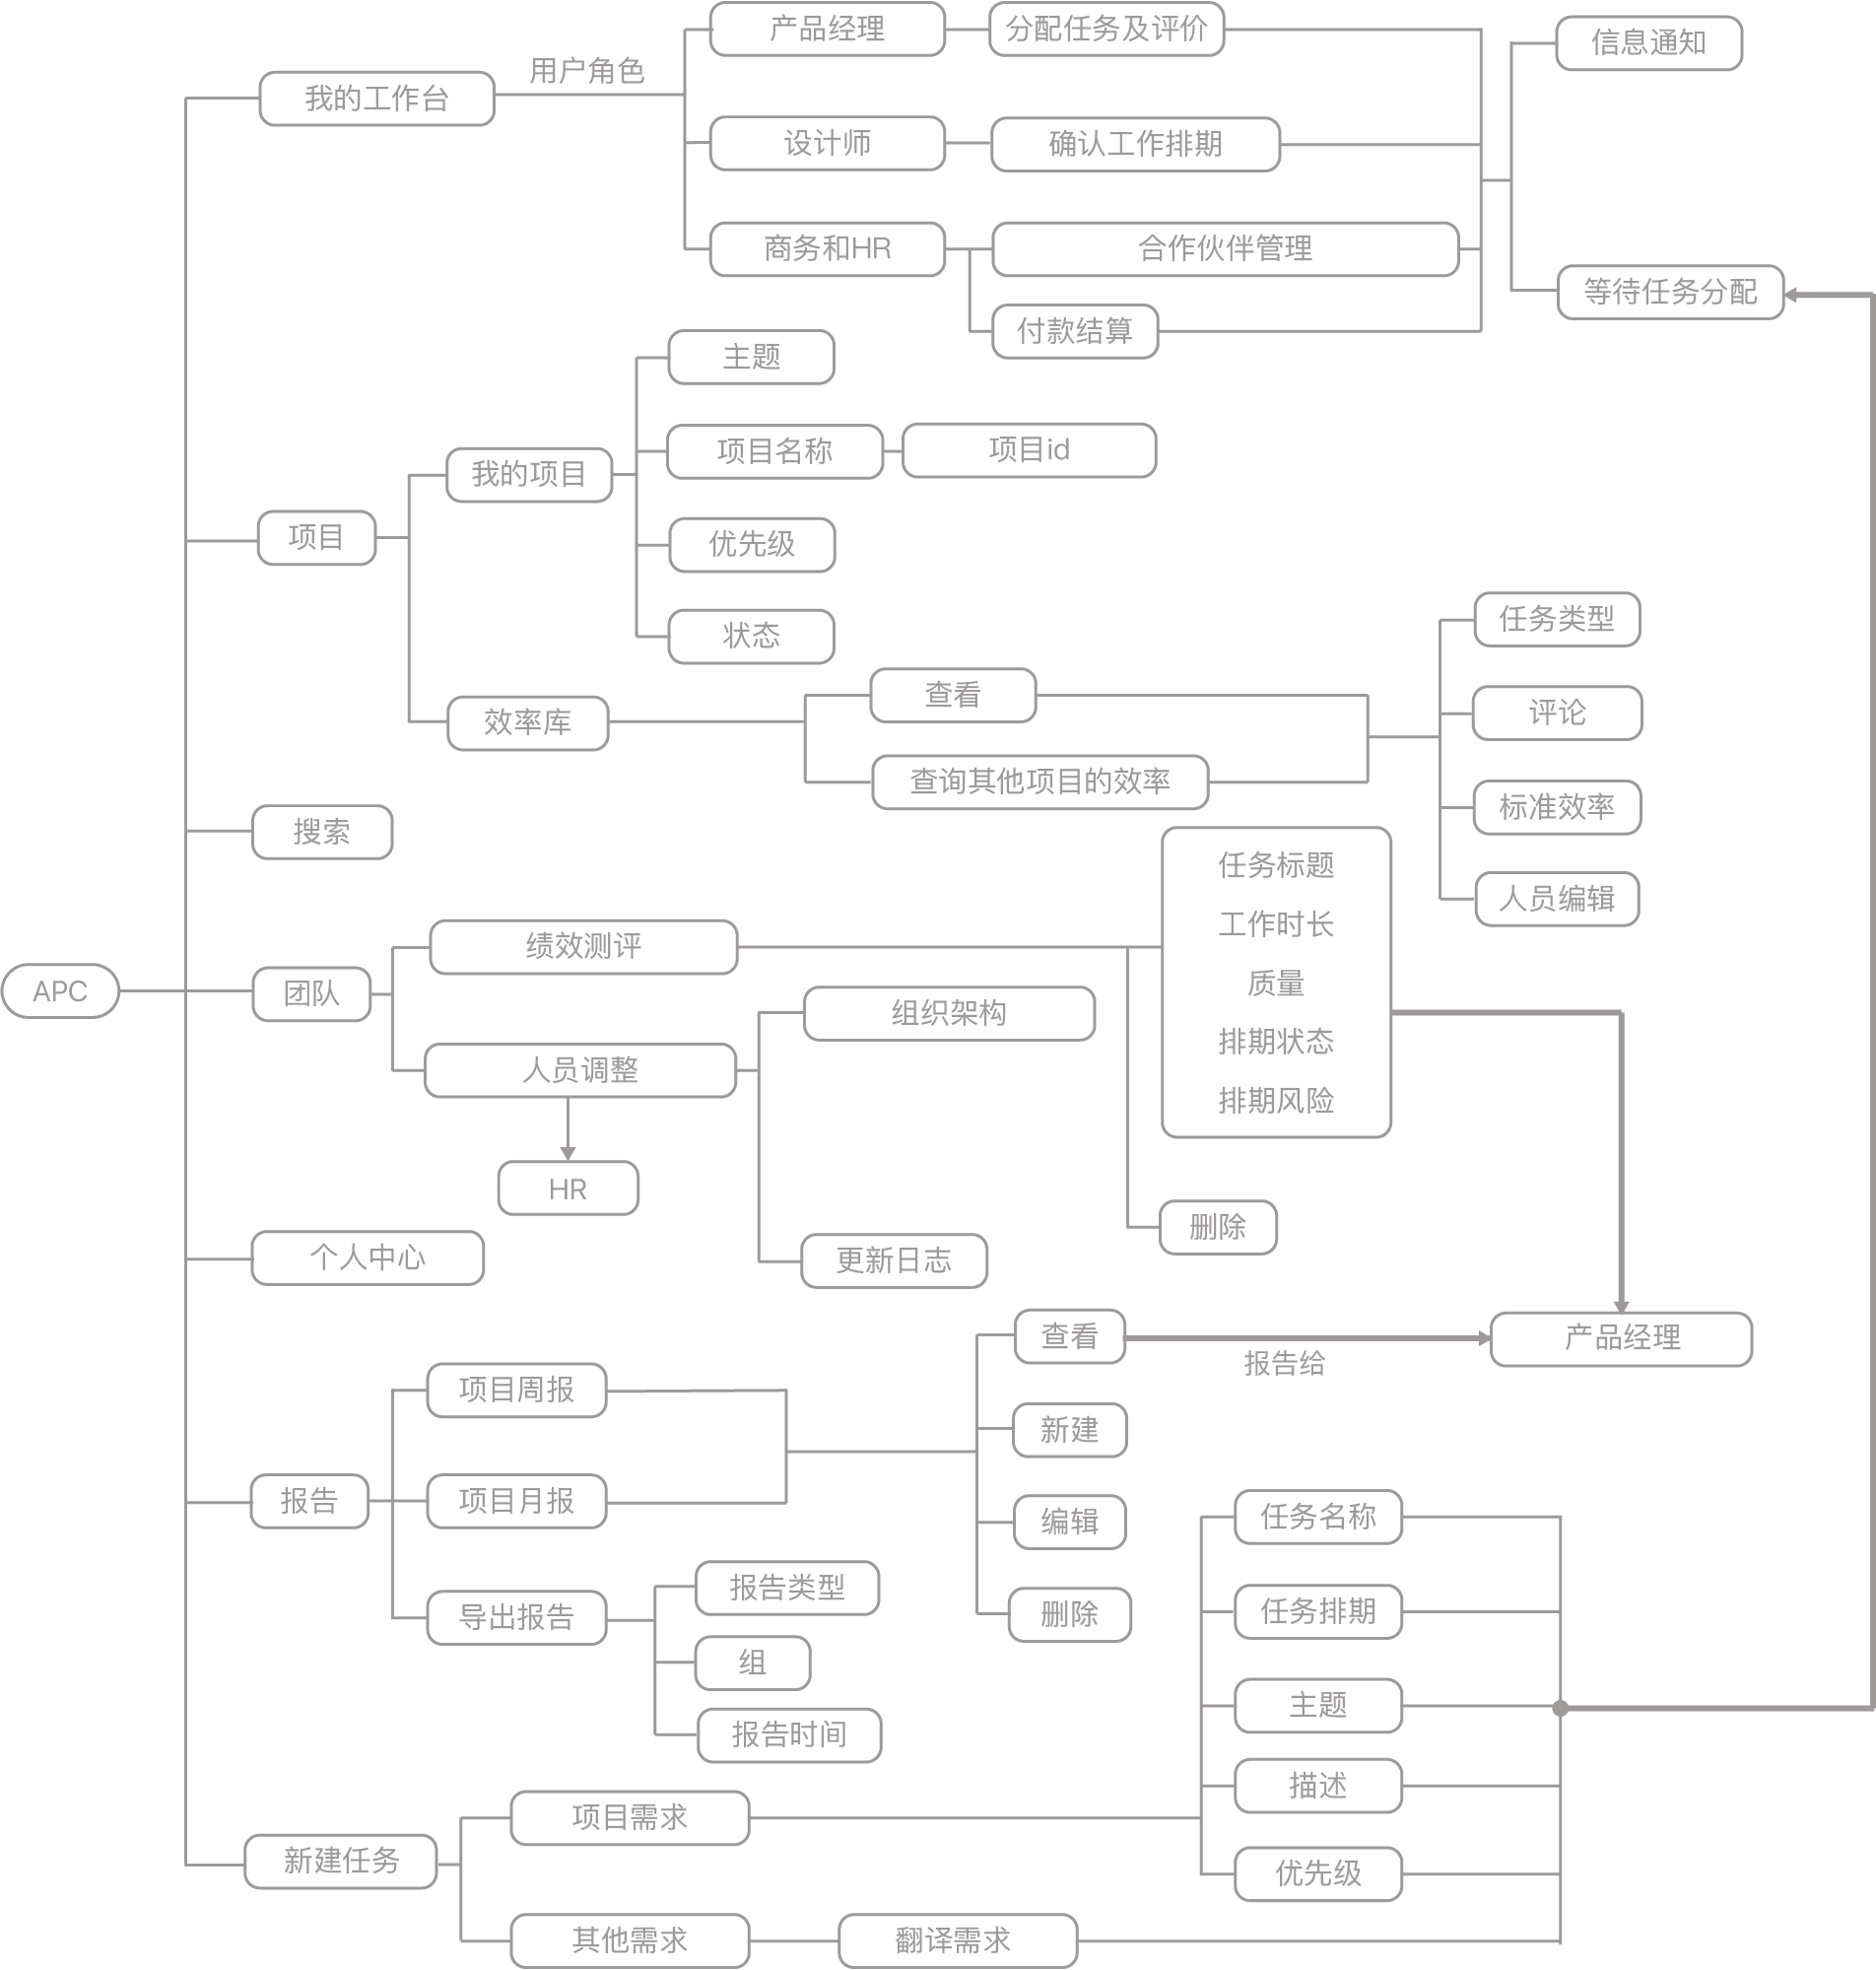 产品经理
分配任务及评价
信息通知
用户角色
我的工作台
设计师
确认工作排期
商务和HR
合作伙伴管理
等待任务分配
付款结算
主题
项目名称
项目id
我的项目
项目
优先级
状态
任务类型
查看
效率库
评论
查询其他项目的效率
标准效率
搜索
任务标题
人员编辑
工作时长
绩效测评
质量
APC
团队
组织架构
排期状态
人员调整
排期风险
HR
删除
个人中心
更新日志
查看
报告给
产品经理
项目周报
新建
报告
项目月报
编辑
任务名称
报告类型
导出报告
删除
任务排期
组
主题
报告时间
描述
项目需求
新建任务
优先级
其他需求
翻译需求